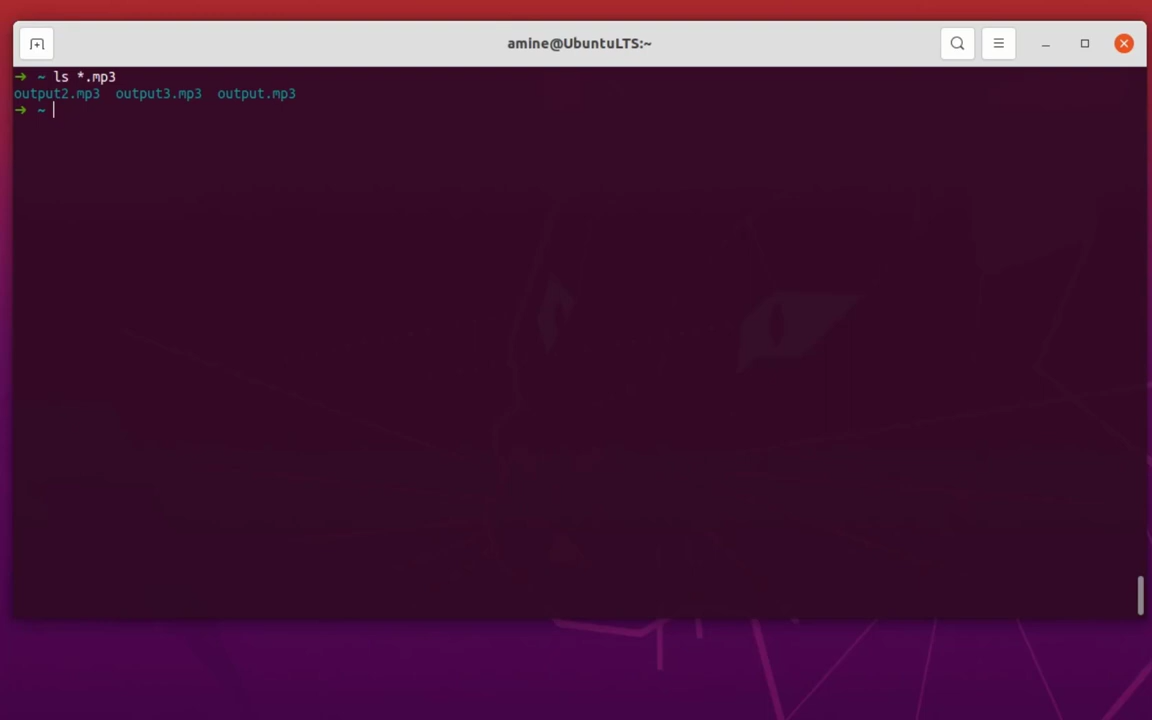 amine@UbuntuLTS:~
➜ ~ ls *.mp3
output2.mp3 output3.mp3 output.mp3
➜ ~